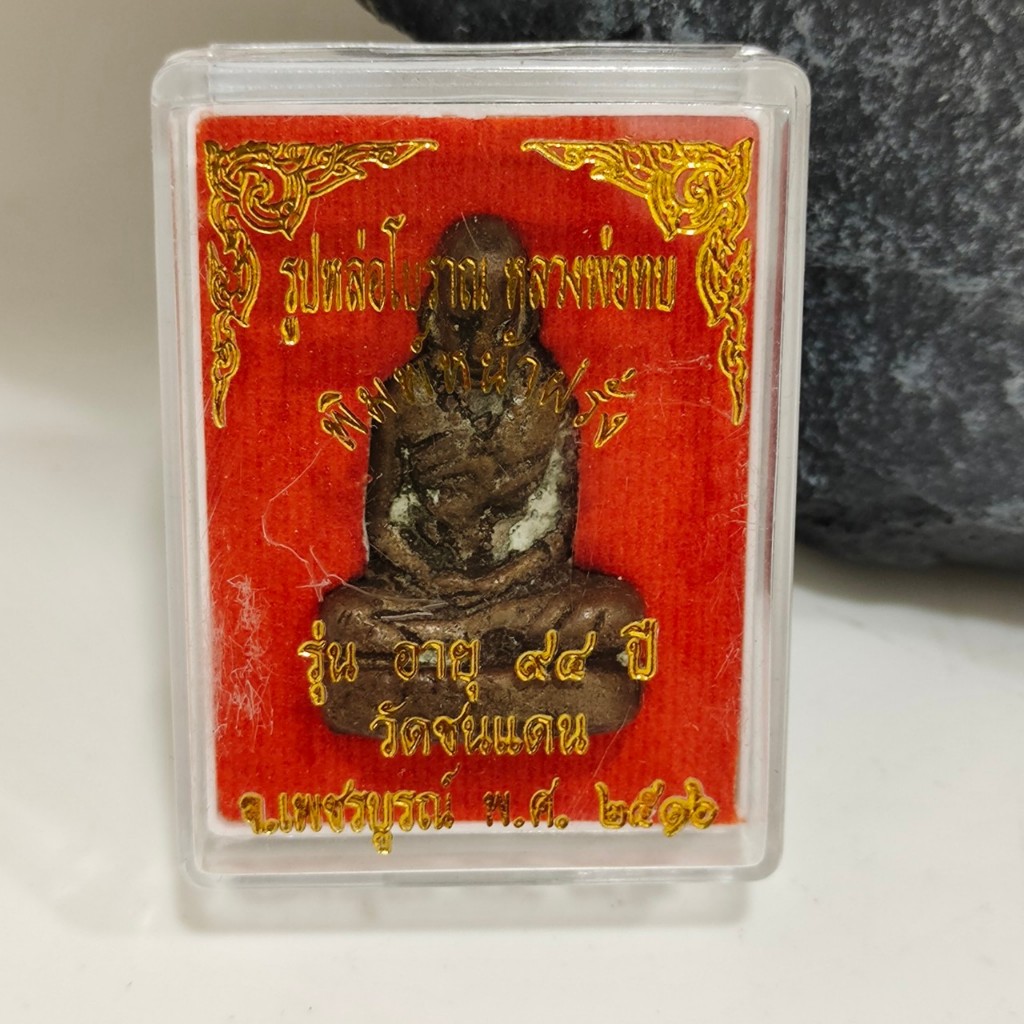 รูปหล่อโบราณ หลวงพ่อทบ
พิมพ์หน้าฝรั่ง
รุ่น อายุ ๙๔ ปี
วัดชนแดน
จ.เพชรบูรณ์ พ.ศ. ๒๕๑๖